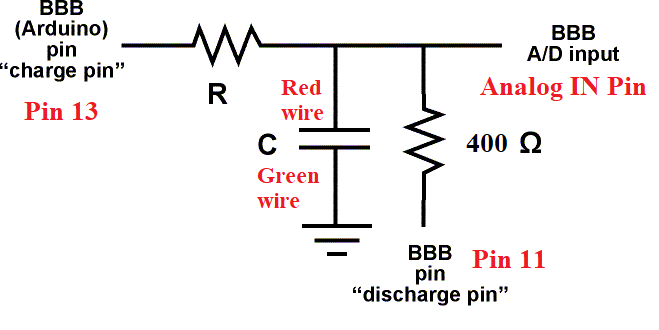 BBB
(Arduino)
pin
“charge pin”
Pin 13
R
Red
wire
C
Green
wire
BBB
A/D input
Analog IN Pin
400 Ω
BBB
pin
“discharge pin”
Pin 11